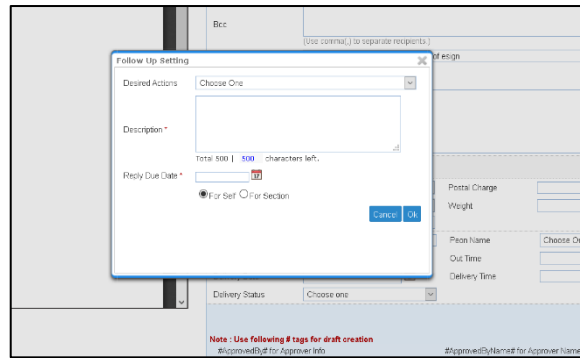 Bcc
(Use comma(,) to separate recipients.)
Follow Up Setting
of esign
Desired Actions Choose One
Description *
Total 500 | 500 characters left.
Reply Due Date *
For Self For Section
Cancel Ok
Postal Charge
Weight
Peon Name Choose On
Out Time
Delivery Time
Delivery Status Choose one
Note : Use following # tags for draft creation
#ApprovedBy# for Approver Info #ApprovedByName# for Approver Name